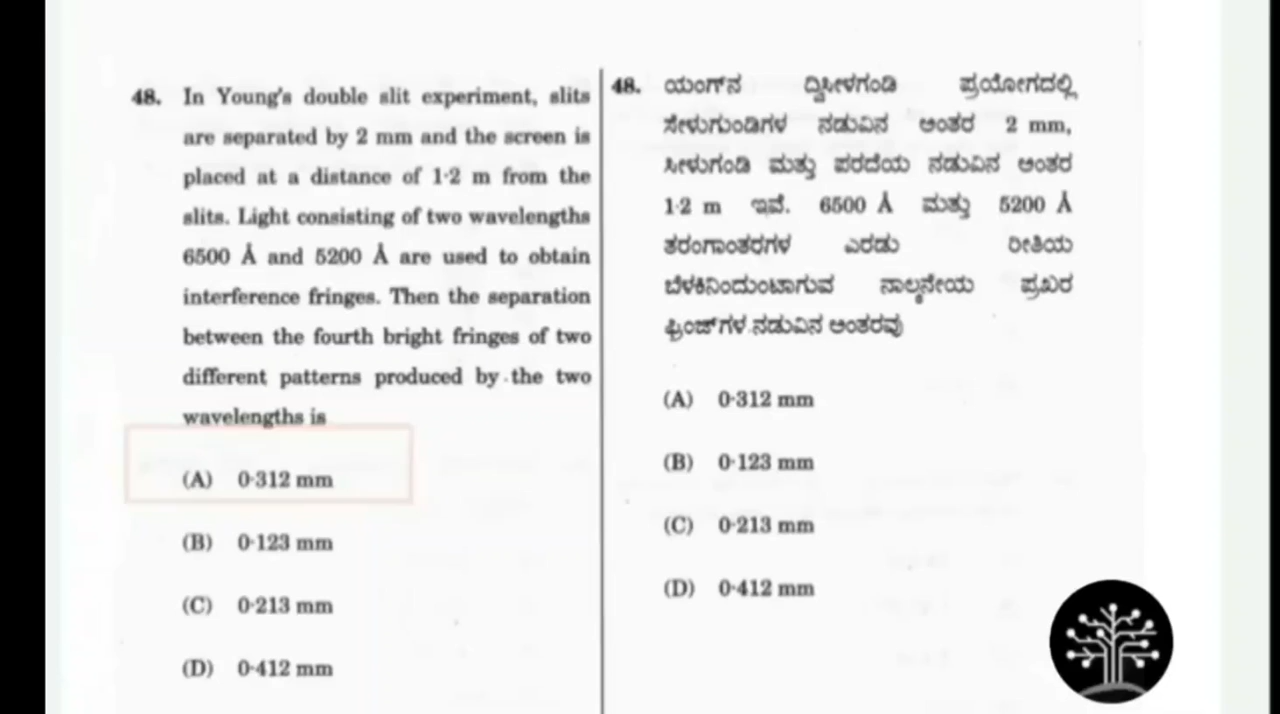 48. In Young's double slit experiment, slits
are separated by 2 mm and the screen is
placed at a distance of 1·2 m from the
slits. Light consisting of two wavelengths
6500 Å and 5200 Å are used to obtain
interference fringes. Then the separation
between the fourth bright fringes of two
different patterns produced by the two
wavelengths is
(A) 0·312 mm
(B) 0·123 mm
(C) 0·213 mm
(D) 0·412 mm
48. ಯಂಗ್‌ನ ದ್ವಿಸೀಳಗಂಡಿ ಪ್ರಯೋಗದಲ್ಲಿ
ಸೇಳುಗುಂಡಿಗಳ ನಡುವಿನ ಅಂತರ 2 mm,
ಸೀಳುಗಂಡಿ ಮತ್ತು ಪರದೆಯ ನಡುವಿನ ಅಂತರ
1·2 m ಇವೆ. 6500 Å ಮತ್ತು 5200 Å
ತರಂಗಾಂತರಗಳ ಎರಡು ರೀತಿಯ
ಬೆಳಕಿನಿಂದುಂಟಾಗುವ ನಾಲ್ಕನೇಯ ಪ್ರಖರ
ಫ್ರಿಂಜ್‌ಗಳ ನಡುವಿನ ಅಂತರವು
(A) 0·312 mm
(B) 0·123 mm
(C) 0·213 mm
(D) 0·412 mm